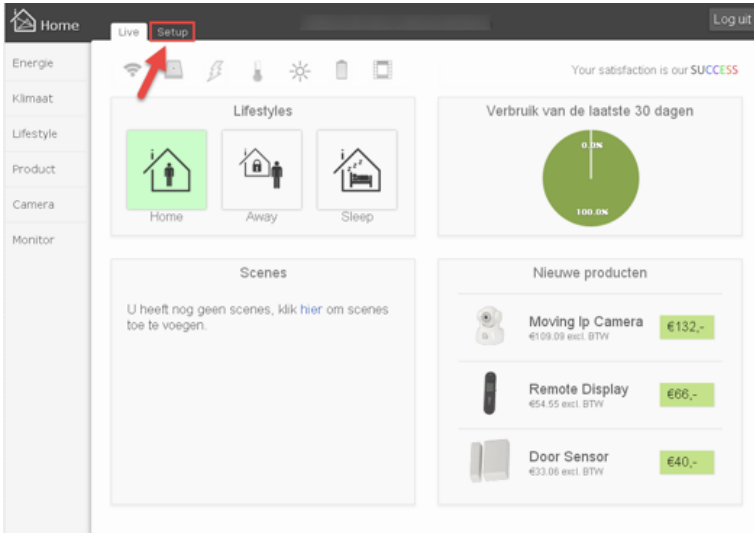 Home
Live
Setup
Log uit
Energie
Klimaat
Lifestyle
Product
Camera
Monitor
Your satisfaction is our SUCCESS
Lifestyles
Home
Away
Sleep
Verbruik van de laatste 30 dagen
0.0%
100.0%
Scenes
U heeft nog geen scenes, klik hier om scenes
toe te voegen.
Nieuwe producten
Moving Ip Camera
€109.09 excl. BTW
€132,-
Remote Display
€54.55 excl. BTW
€66,-
Door Sensor
€33.06 excl. BTW
€40,-